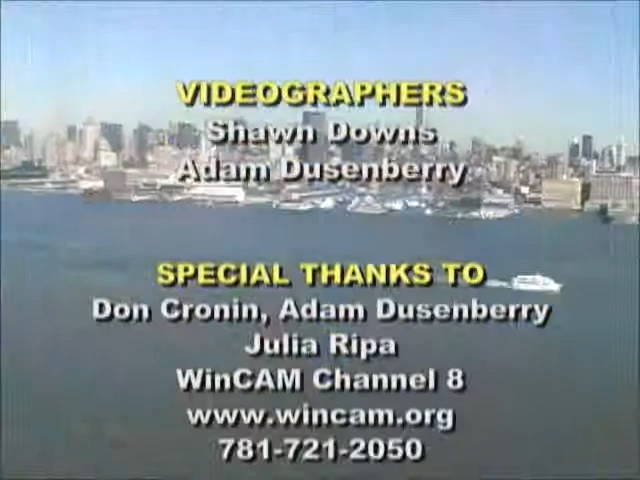 VIDEOGRAPHERS
Shawn Downs
Adam Dusenberry
SPECIAL THANKS TO
Don Cronin, Adam Dusenberry
Julia Ripa
WinCAM Channel 8
www.wincam.org
781-721-2050